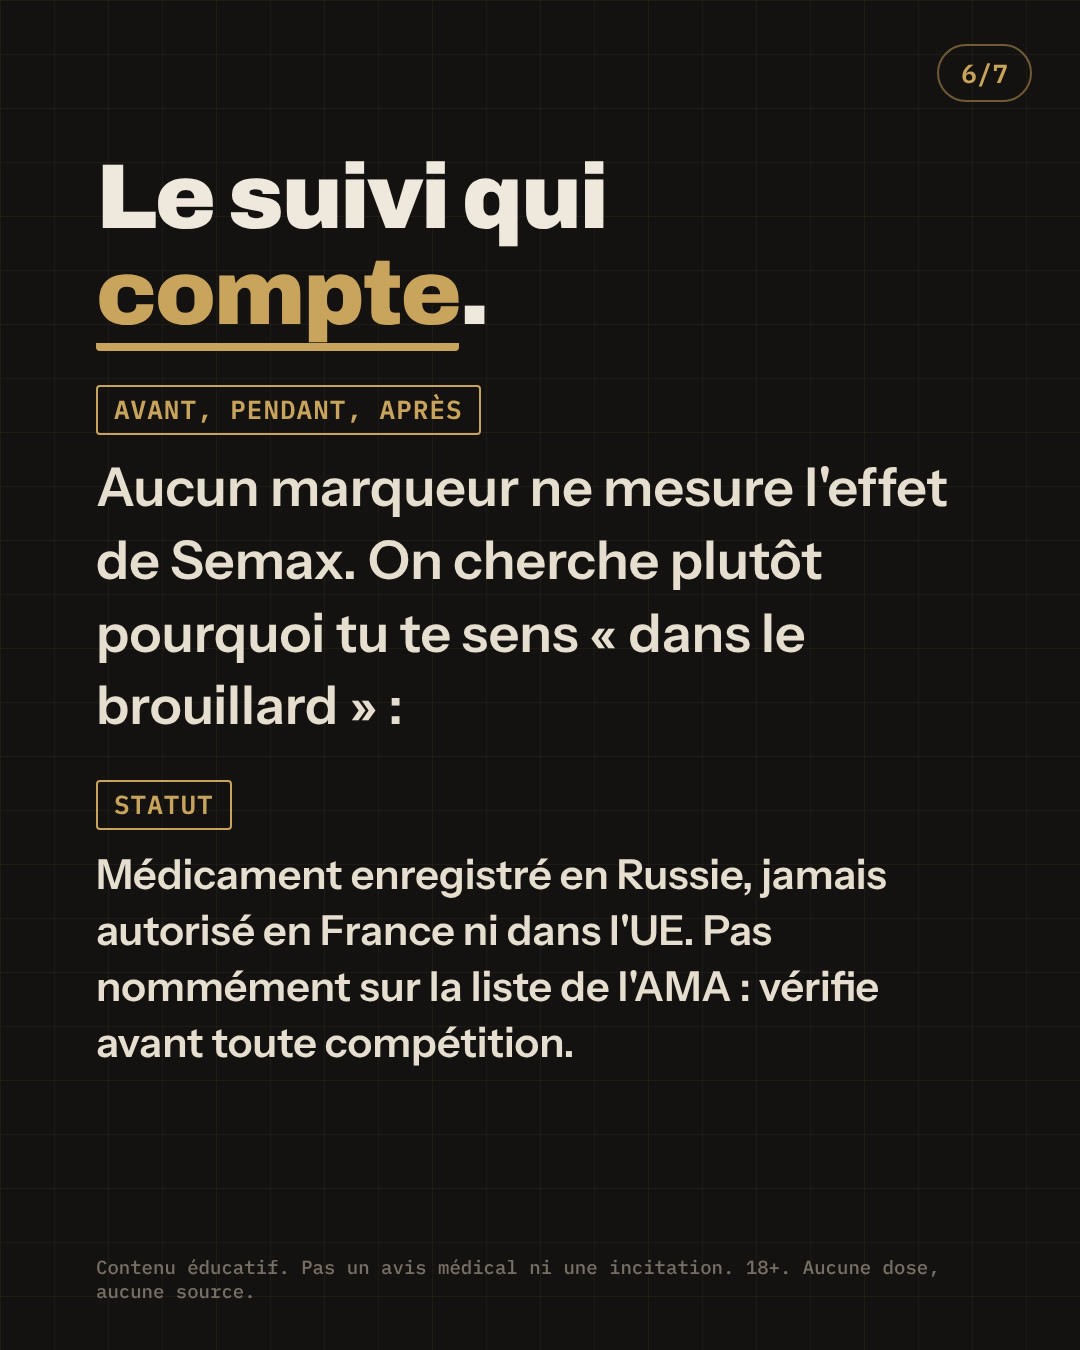 6/7
Le suivi qui
compte.
AVANT, PENDANT, APRÈS
Aucun marqueur ne mesure l'effet
de Semax. On cherche plutôt
pourquoi tu te sens « dans le
brouillard » :
STATUT
Médicament enregistré en Russie, jamais
autorisé en France ni dans l'UE. Pas
nommément sur la liste de l'AMA : vérifie
avant toute compétition.
Contenu éducatif. Pas un avis médical ni une incitation. 18+. Aucune dose,
aucune source.